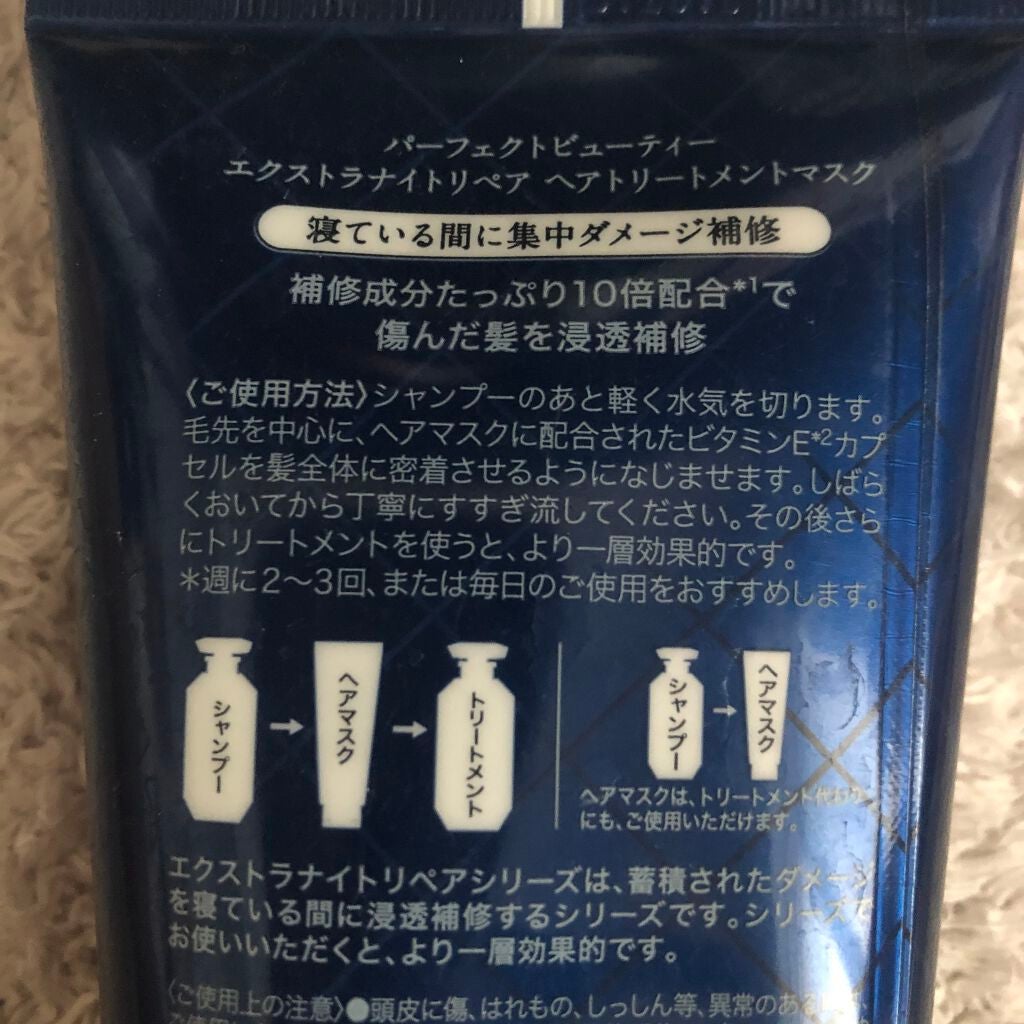 パーフェクトビューティー
エクストラナイトリペア ヘアトリートメントマスク
寝ている間に集中ダメージ補修
補修成分たっぷり10倍配合*1で
傷んだ髪を浸透補修
〈ご使用方法〉シャンプーのあと軽く水気を切ります。
毛先を中心に、ヘアマスクに配合されたビタミンE*2カプ
セルを髪全体に密着させるようになじませます。しばら
くおいてから丁寧にすすぎ流してください。その後さら
にトリートメントを使うと、より一層効果的です。
*週に2〜3回、または毎日のご使用をおすすめします。
シャンプー
→
ヘアマスク
→
トリートメント
シャンプー
→
ヘアマスク
ヘアマスクは、トリートメント代わり
にも、ご使用いただけます。
エクストラナイトリペアシリーズは、蓄積されたダメージ
を寝ている間に浸透補修するシリーズです。シリーズで
お使いいただくと、より一層効果的です。
〈ご使用上の注意〉●頭皮に傷、はれもの、しっしん等、異常のある